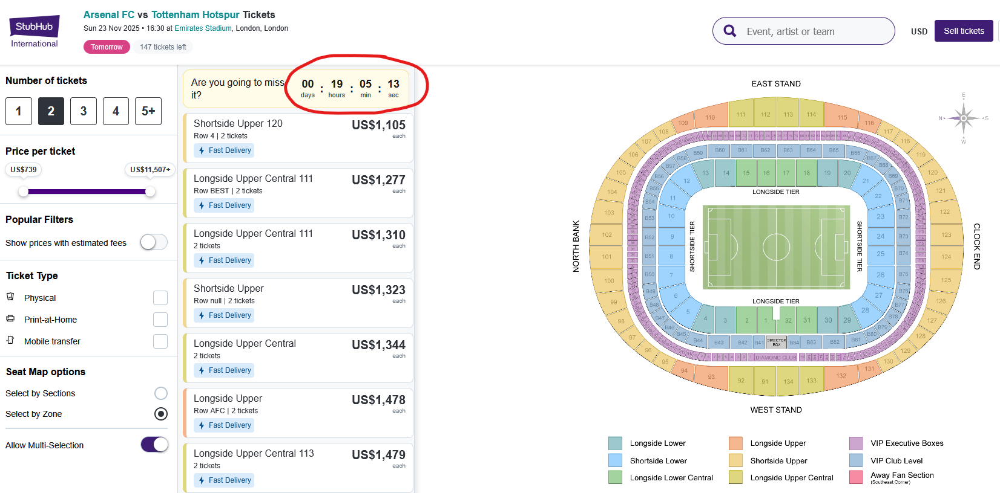 StubHub
International
Arsenal FC vs Tottenham Hotspur Tickets
Sun 23 Nov 2025 • 16:30 at Emirates Stadium, London, London
Tomorrow
147 tickets left
Event, artist or team
USD
Sell tickets
Number of tickets
1 2 3 4 5+
Price per ticket
US$739 US$11,507+
Popular Filters
Show prices with estimated fees
Ticket Type
Physical
Print-at-Home
Mobile transfer
Seat Map options
Select by Sections
Select by Zone
Allow Multi-Selection
Are you going to miss
it?
00 : 19 : 05 : 13
days hours min sec
Shortside Upper 120 US$1,105
Row 4 | 2 tickets each
Fast Delivery
Longside Upper Central 111 US$1,277
Row BEST | 2 tickets each
Fast Delivery
Longside Upper Central 111 US$1,310
2 tickets each
Fast Delivery
Shortside Upper US$1,323
Row null | 2 tickets each
Fast Delivery
Longside Upper Central US$1,344
2 tickets each
Fast Delivery
Longside Upper US$1,478
Row AFC | 2 tickets each
Fast Delivery
Longside Upper Central 113 US$1,479
2 tickets each
Fast Delivery
EAST STAND
E
N S
W
109 110 111 112 113 114 115 116
108 117
107 118
106 119
105 120
104 121
103 122
102 123
101 124
100 125
99 126
98 127
97 128
96 129
95 130
94 93 92 91 134 133 132 131
B59 B60 B61 B62 B63 B64 B65 B66
B58 B67
B57 B68
B56 B69
B55 B70
B54 B71
B53 B72
B52 B73
B51 B74
B50 B75
B49 B76
B48 B77
B47 B78
B46 B79
B45 B80
B44 B43 B42 B41 DIRECTOR BOX B84 B83 B82 B81
12 13 14 15 16 17 18 19 20 21
11 22
10 23
9 24
8 25
7 26
6 27
5 28
4 3 2 1 32 31 30 29
LONGSIDE TIER
NORTH BANK
SHORTSIDE TIER
SHORTSIDE TIER
CLOCK END
LONGSIDE TIER
DIAMOND CLUB
WEST STAND
Longside Lower
Shortside Lower
Longside Lower Central
Longside Upper
Shortside Upper
Longside Upper Central
VIP Executive Boxes
VIP Club Level
Away Fan Section
(Southeast Corner)